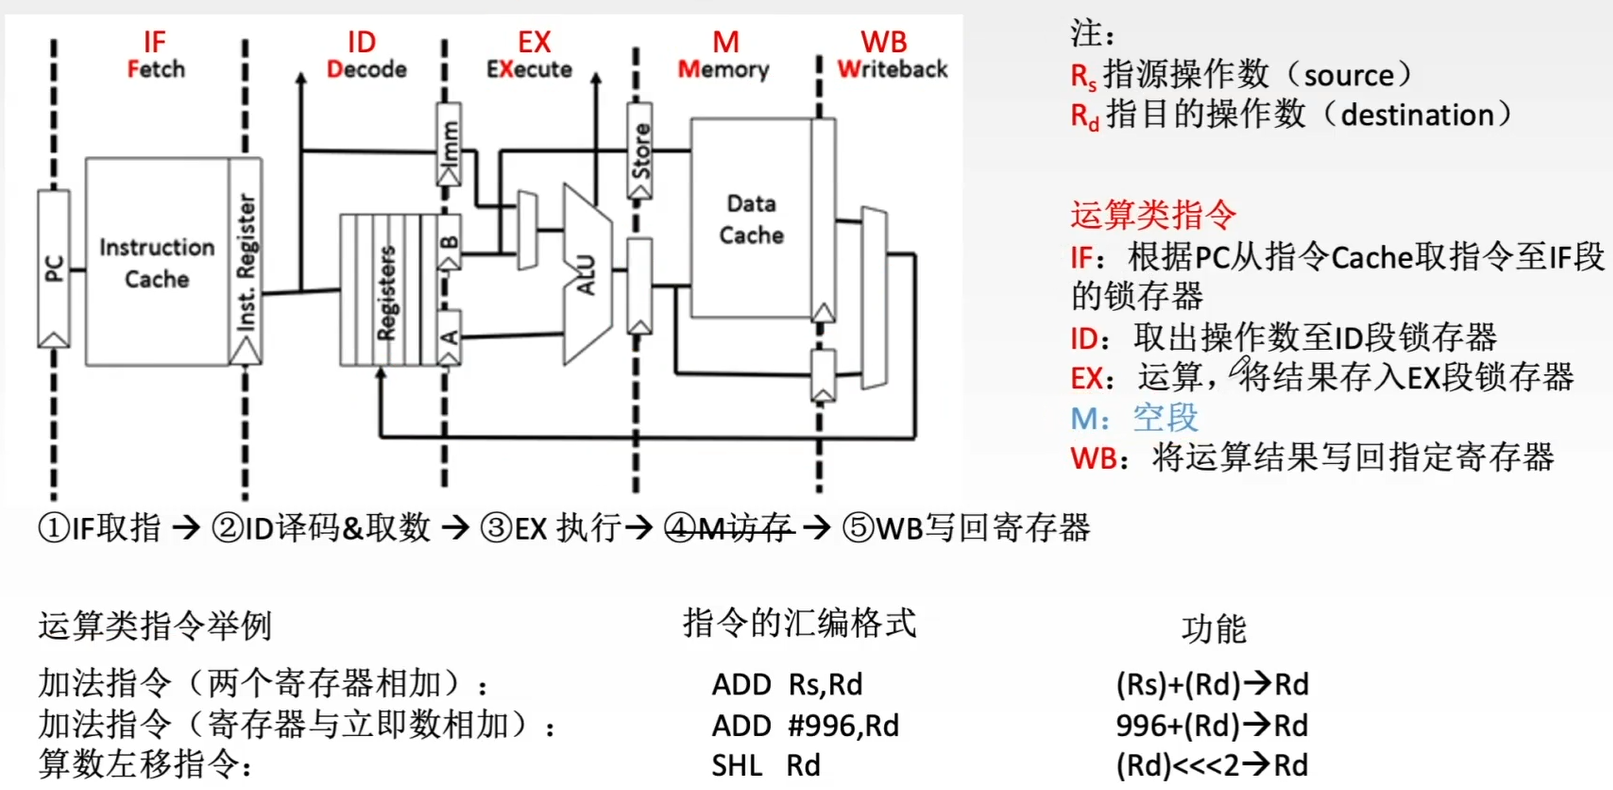 IF
ID
EX
M
WB
Fetch
Decode
EXecute
Memory
Writeback
PC
Instruction
Cache
Inst. Register
Registers
Imm
B
A
ALU
Store
Data
Cache
注：
Rs 指源操作数（source）
Rd 指目的操作数（destination）
运算类指令
IF：根据PC从指令Cache取指令至IF段
的锁存器
ID：取出操作数至ID段锁存器
EX：运算，将结果存入EX段锁存器
M：空段
WB：将运算结果写回指定寄存器
①IF取指 → ②ID译码&取数 → ③EX 执行→ ④M访存 → ⑤WB写回寄存器
运算类指令举例 指令的汇编格式 功能
加法指令（两个寄存器相加）： ADD Rs,Rd (Rs)+(Rd)→Rd
加法指令（寄存器与立即数相加）： ADD #996,Rd 996+(Rd)→Rd
算数左移指令： SHL Rd (Rd)<<<2→Rd